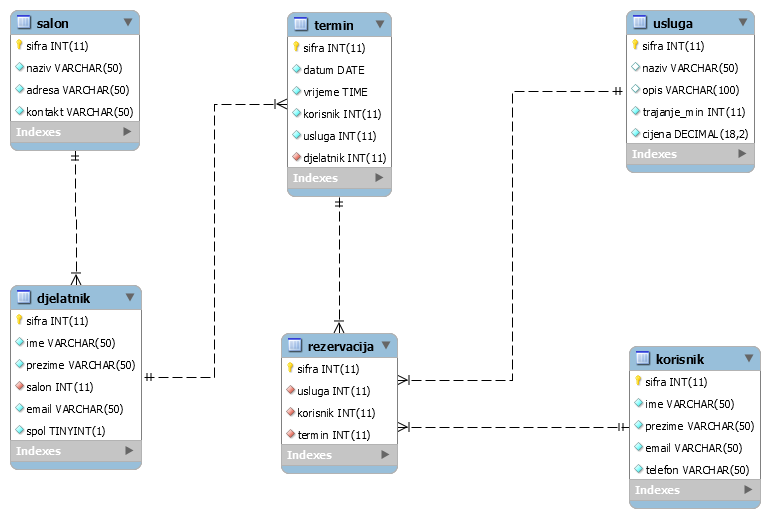 salon
sifra INT(11)
naziv VARCHAR(50)
adresa VARCHAR(50)
kontakt VARCHAR(50)
Indexes
termin
sifra INT(11)
datum DATE
vrijeme TIME
korisnik INT(11)
usluga INT(11)
djelatnik INT(11)
Indexes
usluga
sifra INT(11)
naziv VARCHAR(50)
opis VARCHAR(100)
trajanje_min INT(11)
cijena DECIMAL(18,2)
Indexes
djelatnik
sifra INT(11)
ime VARCHAR(50)
prezime VARCHAR(50)
salon INT(11)
email VARCHAR(50)
spol TINYINT(1)
Indexes
rezervacija
sifra INT(11)
usluga INT(11)
korisnik INT(11)
termin INT(11)
Indexes
korisnik
sifra INT(11)
ime VARCHAR(50)
prezime VARCHAR(50)
email VARCHAR(50)
telefon VARCHAR(50)
Indexes